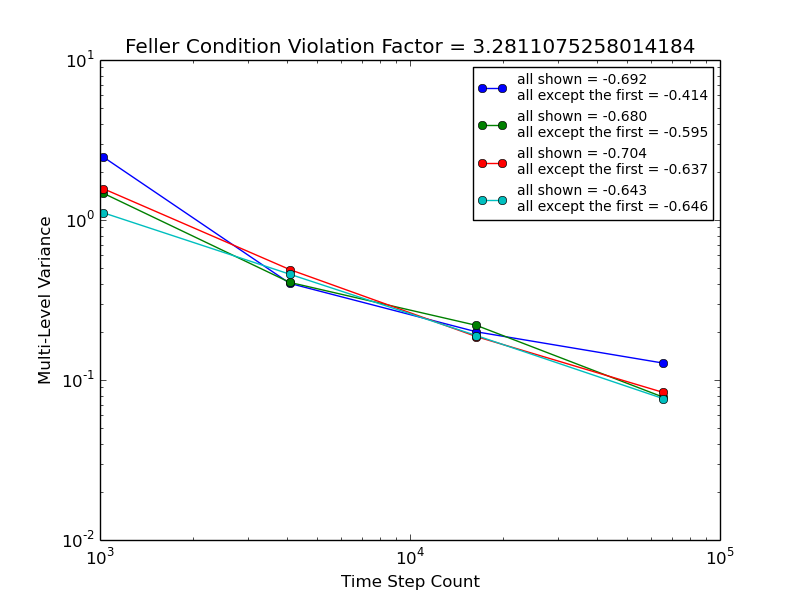 Feller Condition Violation Factor = 3.2811075258014184
10^1
all shown = -0.692
all except the first = -0.414
all shown = -0.680
all except the first = -0.595
all shown = -0.704
all except the first = -0.637
all shown = -0.643
all except the first = -0.646
10^0
Multi-Level Variance
10^-1
10^-2
10^3
10^4
10^5
Time Step Count